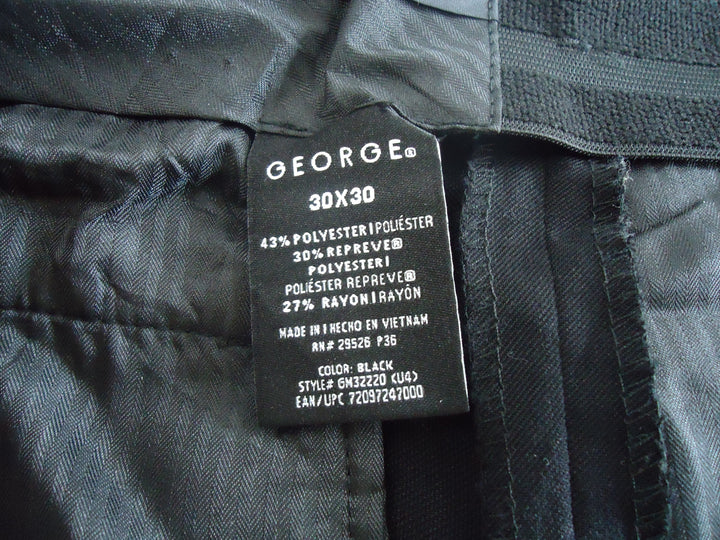 GEORGE®
30X30
43% POLYESTER|POLIÉSTER
30% REPREVE®
POLYESTER|
POLIÉSTER REPREVE®
27% RAYON|RAYÓN
MADE IN|HECHO EN VIETNAM
RN# 29526 P36
COLOR: BLACK
STYLE# GM32220 (U4)
EAN/UPC 72097247000